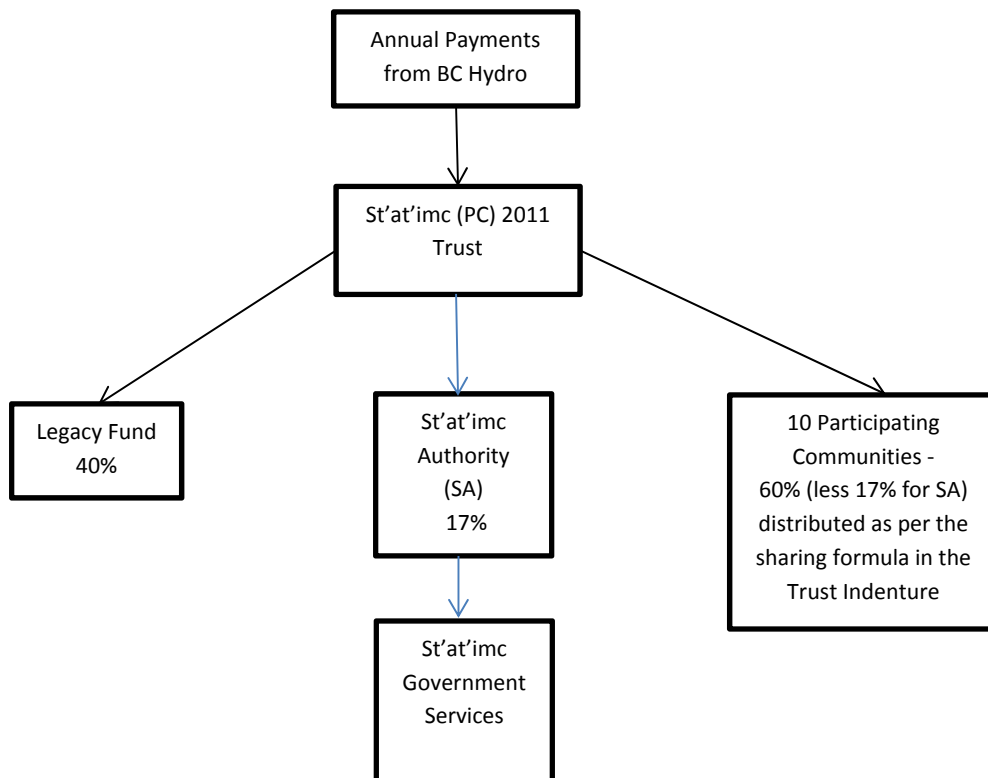 Annual Payments
from BC Hydro
St'at'imc (PC) 2011
Trust
Legacy Fund
40%
St'at'imc
Authority
(SA)
17%
10 Participating
Communities -
60% (less 17% for SA)
distributed as per the
sharing formula in the
Trust Indenture
St'at'imc
Government
Services